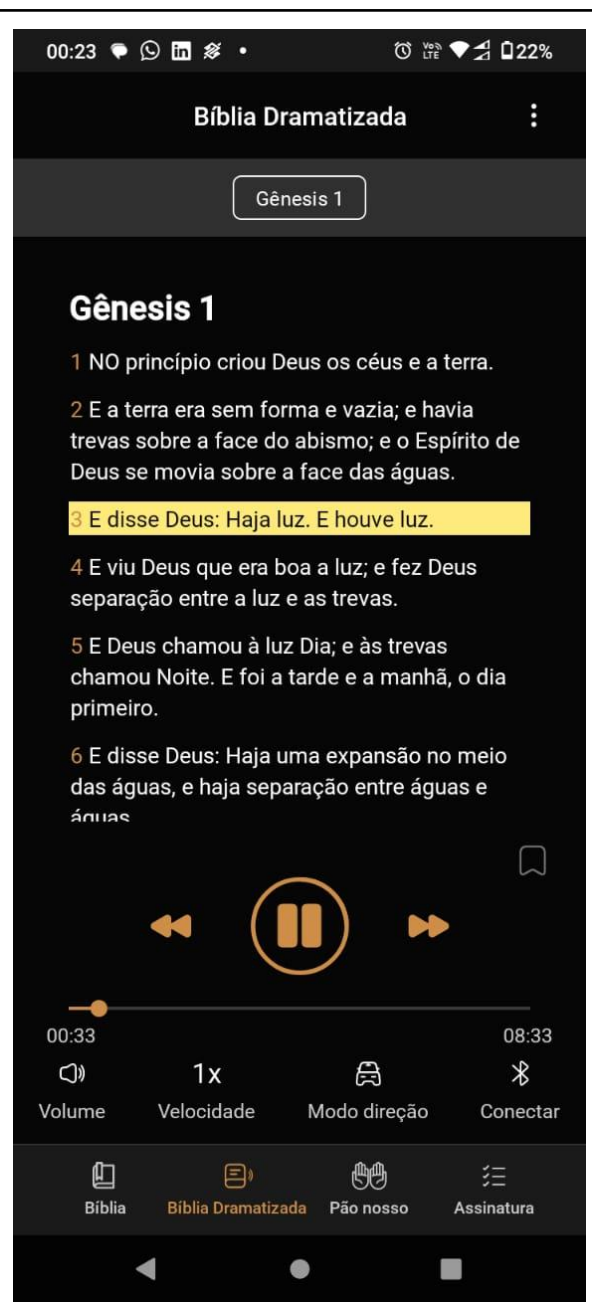 00:23 22%
VoD LTE
Bíblia Dramatizada
Gênesis 1
Gênesis 1
1 NO princípio criou Deus os céus e a terra.
2 E a terra era sem forma e vazia; e havia
trevas sobre a face do abismo; e o Espírito de
Deus se movia sobre a face das águas.
3 E disse Deus: Haja luz. E houve luz.
4 E viu Deus que era boa a luz; e fez Deus
separação entre a luz e as trevas.
5 E Deus chamou à luz Dia; e às trevas
chamou Noite. E foi a tarde e a manhã, o dia
primeiro.
6 E disse Deus: Haja uma expansão no meio
das águas, e haja separação entre águas e
águas
00:33 08:33
1x
Volume Velocidade Modo direção Conectar
Bíblia Bíblia Dramatizada Pão nosso Assinatura